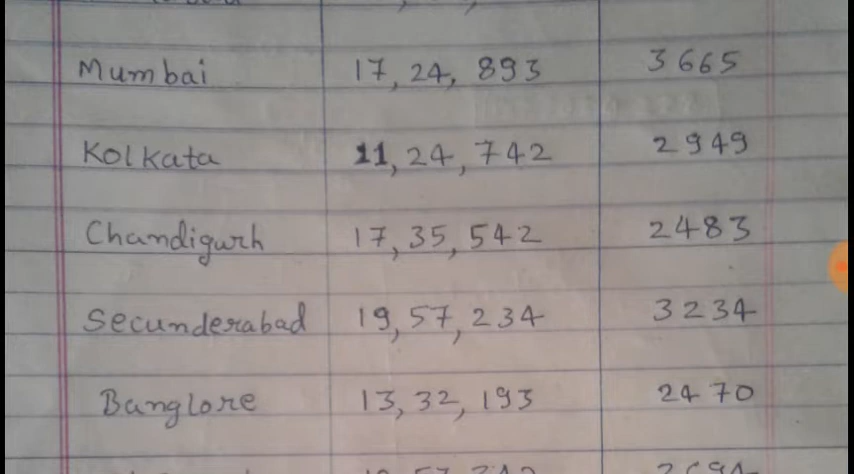 Mumbai 17,24,893 3665
Kolkata 11,24,742 2949
Chandigurh 17,35,542 2483
Secunderabad 19,57,234 3234
Banglore 13,32,193 2470